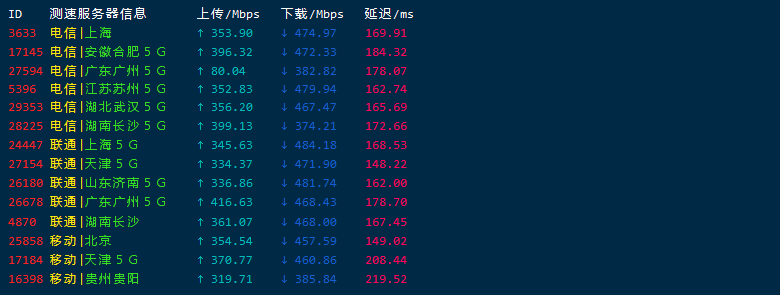 ID 测速服务器信息 上传/Mbps 下载/Mbps 延迟/ms
3633 电信|上海 ↑ 353.90 ↓ 474.97 169.91
17145 电信|安徽合肥５Ｇ ↑ 396.32 ↓ 472.33 184.32
27594 电信|广东广州５Ｇ ↑ 80.04 ↓ 382.82 178.07
5396 电信|江苏苏州５Ｇ ↑ 352.83 ↓ 479.94 162.74
29353 电信|湖北武汉５Ｇ ↑ 356.20 ↓ 467.47 165.69
28225 电信|湖南长沙５Ｇ ↑ 399.13 ↓ 374.21 172.66
24447 联通|上海５Ｇ ↑ 345.63 ↓ 484.18 168.53
27154 联通|天津５Ｇ ↑ 334.37 ↓ 471.90 148.22
26180 联通|山东济南５Ｇ ↑ 336.86 ↓ 481.74 162.00
26678 联通|广东广州５Ｇ ↑ 416.63 ↓ 468.43 178.70
4870 联通|湖南长沙 ↑ 361.07 ↓ 468.00 167.45
25858 移动|北京 ↑ 354.54 ↓ 457.59 149.02
17184 移动|天津５Ｇ ↑ 370.77 ↓ 460.86 208.44
16398 移动|贵州贵阳 ↑ 319.71 ↓ 385.84 219.52